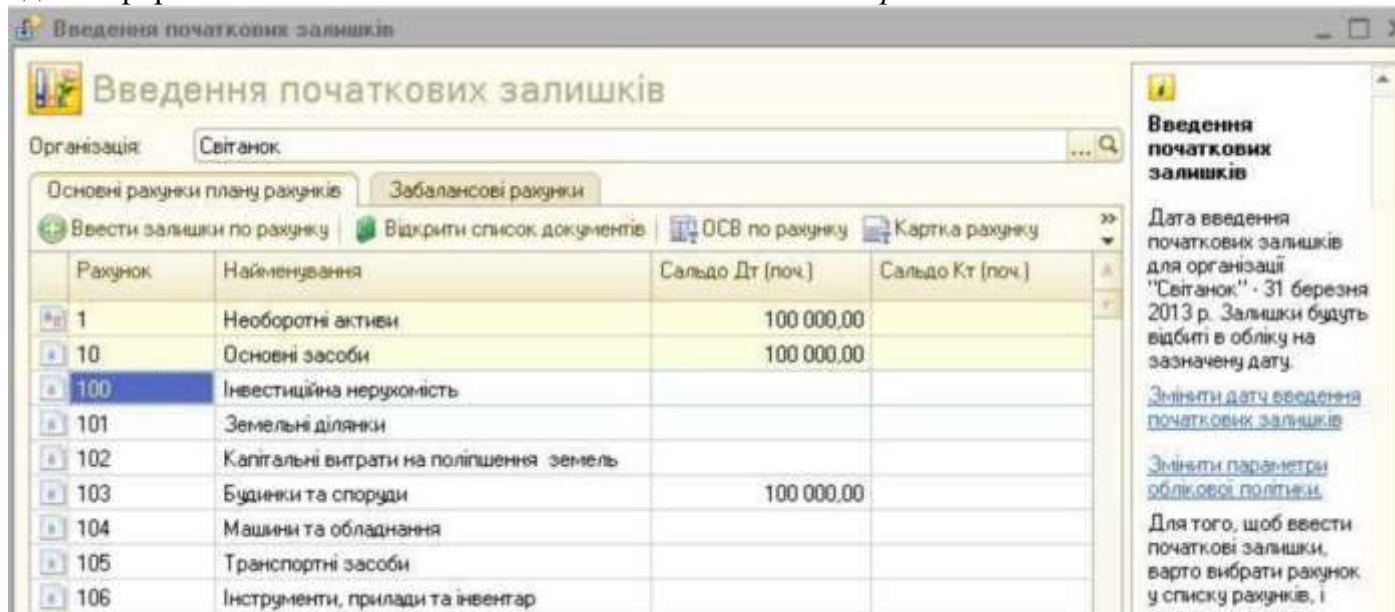 Введення початкових залишків
Введення початкових залишків
Організація: Світанок ...
Основні рахунки плану рахунків Забалансові рахунки
Ввести залишки по рахунку Відкрити список документів ОСВ по рахунку Картка рахунку
Рахунок Найменування Сальдо Дт (поч.) Сальдо Кт (поч.)
1 Необоротні активи 100 000,00
10 Основні засоби 100 000,00
100 Інвестиційна нерухомість
101 Земельні ділянки
102 Капітальні витрати на поліпшення земель
103 Будинки та споруди 100 000,00
104 Машини та обладнання
105 Транспортні засоби
106 Інструменти, прилади та інвентар
Введення
початкових
залишків
Дата введення
початкових залишків
для організації
"Світанок" - 31 березня
2013 р. Залишки будуть
відбиті в обліку на
зазначену дату.
Змінити дату введення
початкових залишків
Змінити параметри
облікової політики.
Для того, щоб ввести
початкові залишки,
варто вибрати рахунок
у списку рахунків, і